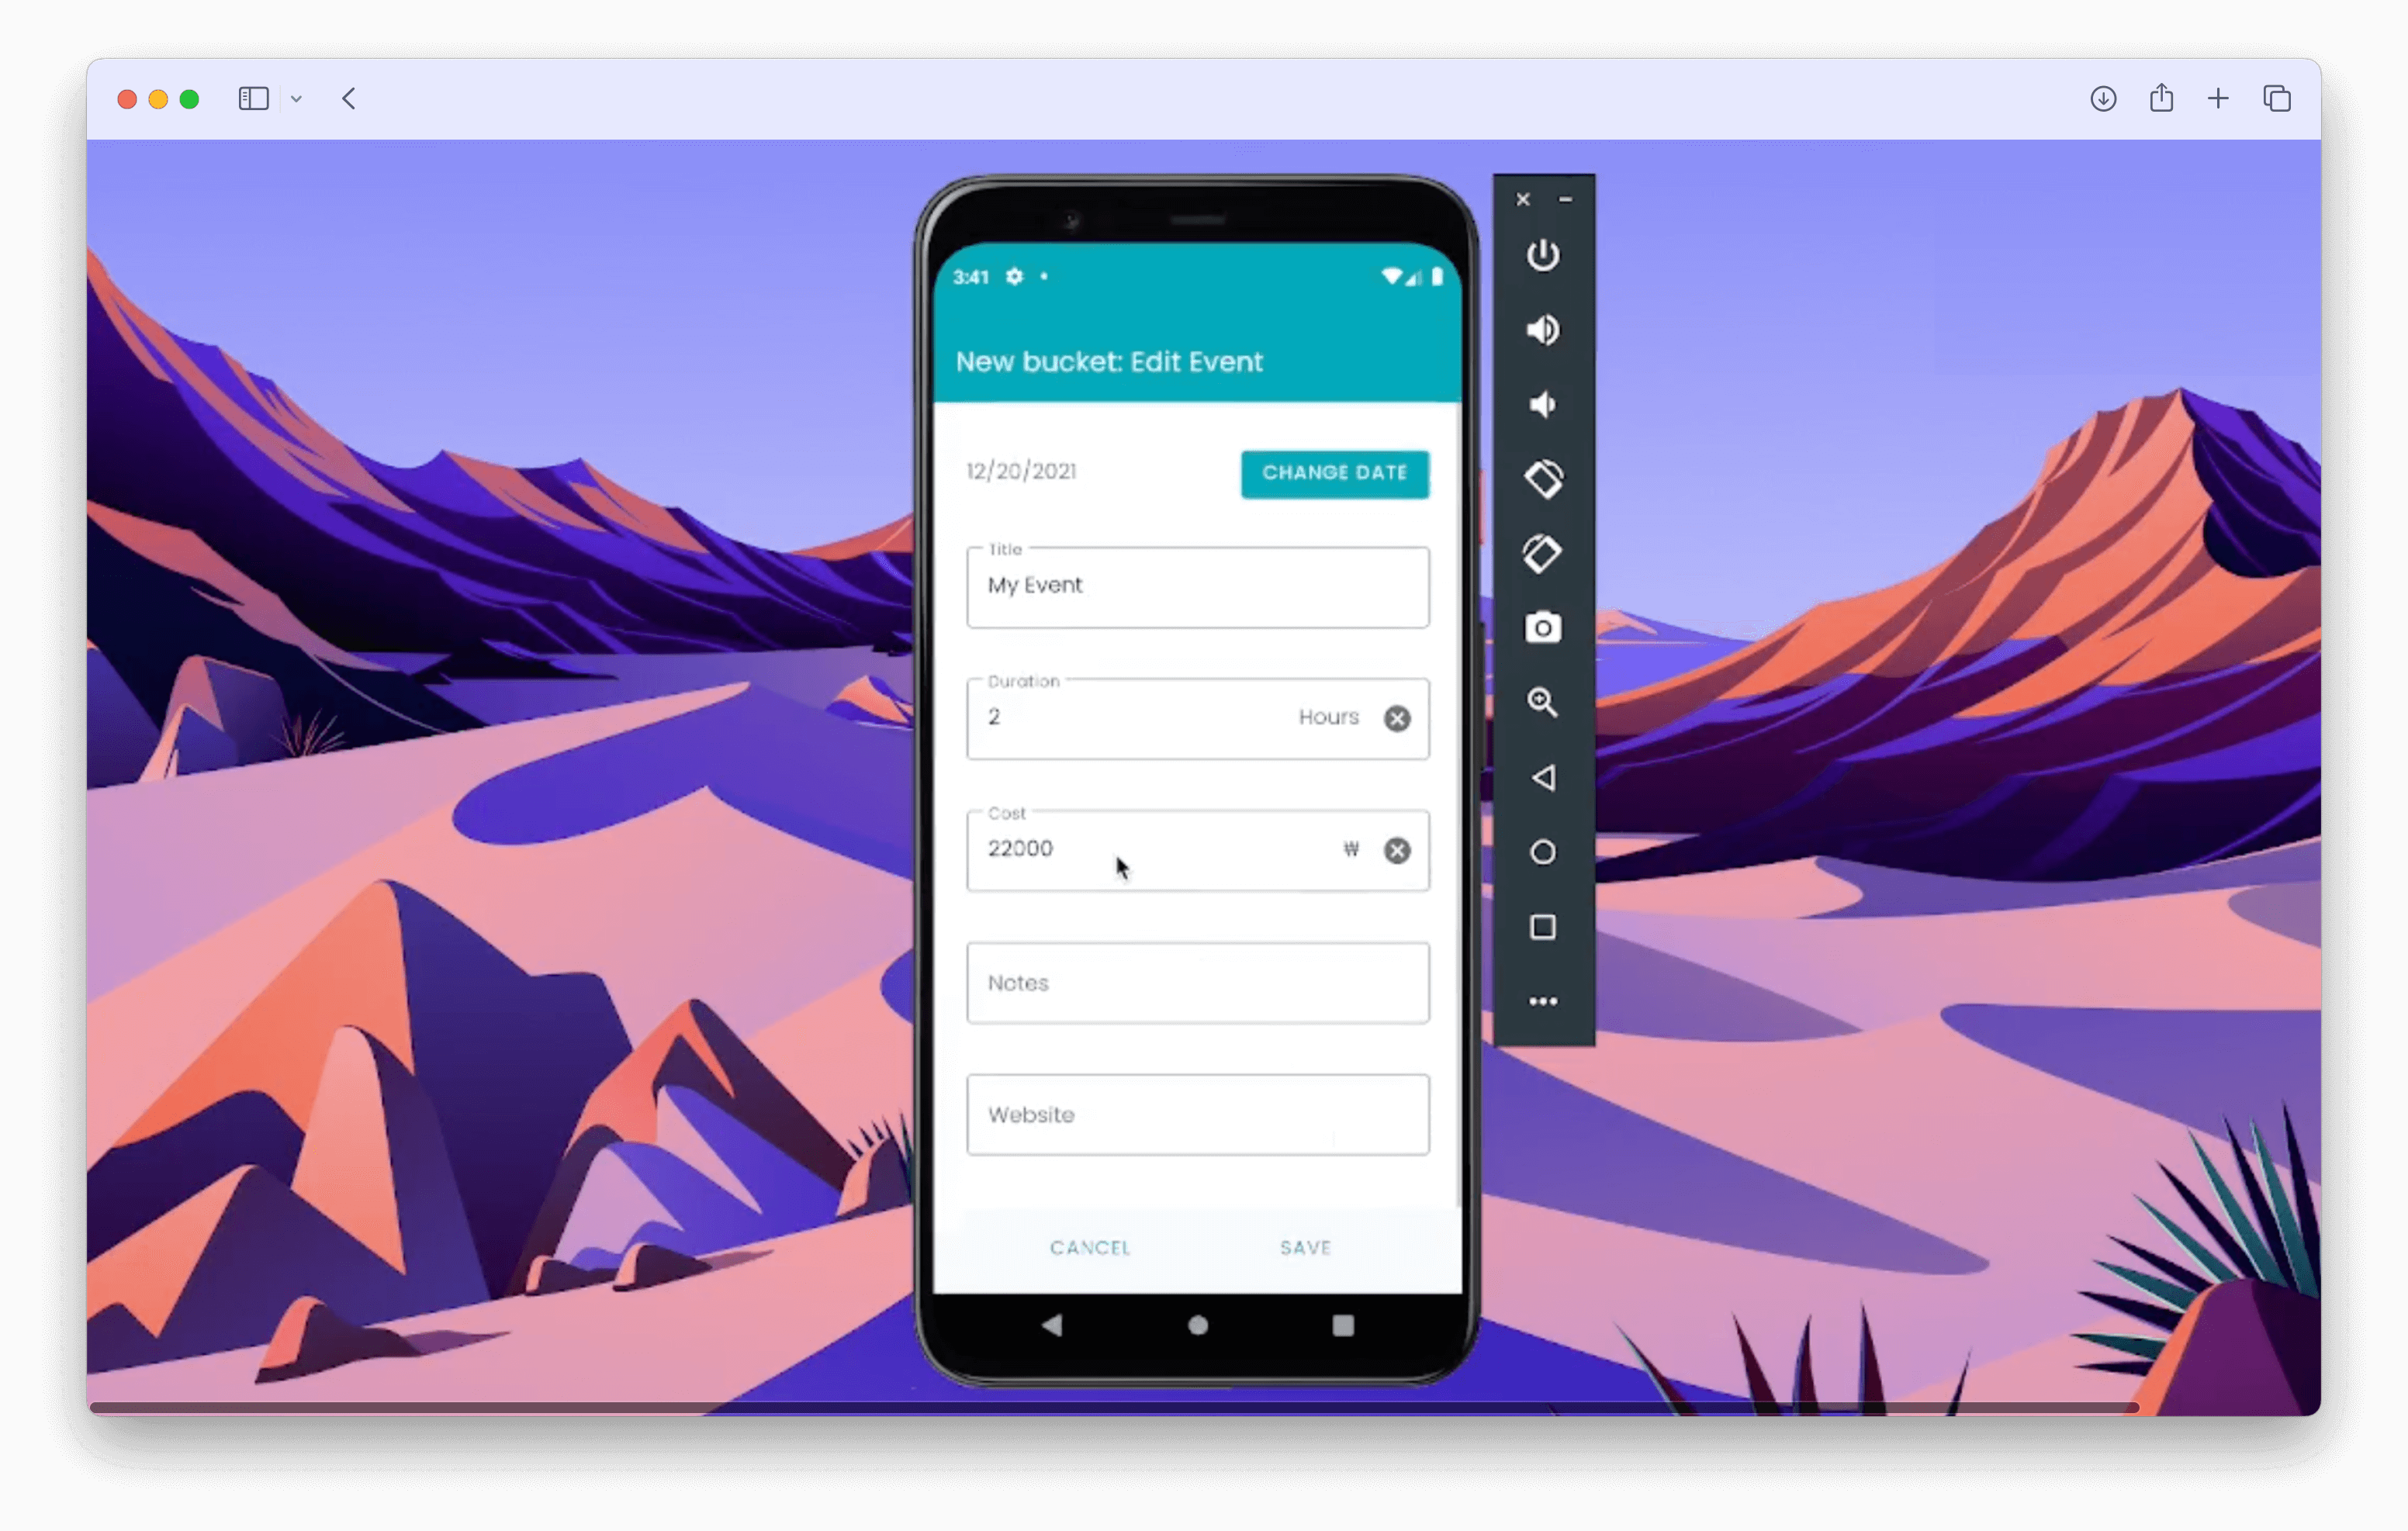 3:41
New bucket: Edit Event
12/20/2021
CHANGE DATE
Title
My Event
Duration
2 Hours
Cost
22000 ₩
Notes
Website
CANCEL SAVE